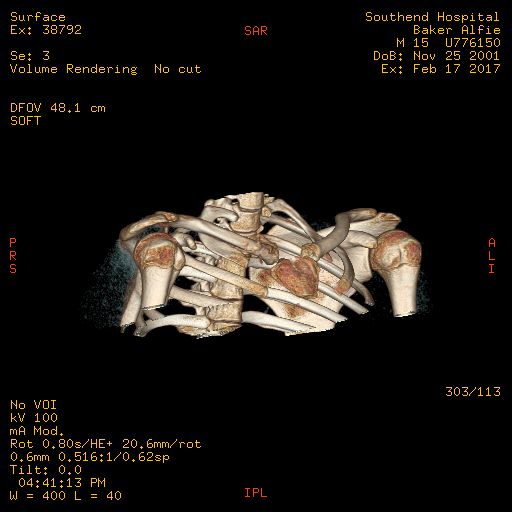 Surface
Ex: 38792
Se: 3
Volume Rendering No cut
DFOV 48.1 cm
SOFT
SAR
Southend Hospital
Baker Alfie
M 15 U776150
DoB: Nov 25 2001
Ex: Feb 17 2017
P
R
S
A
L
I
303/113
No VOI
kV 100
mA Mod.
Rot 0.80s/HE+ 20.6mm/rot
0.6mm 0.516:1/0.62sp
Tilt: 0.0
04:41:13 PM
W = 400 L = 40
IPL